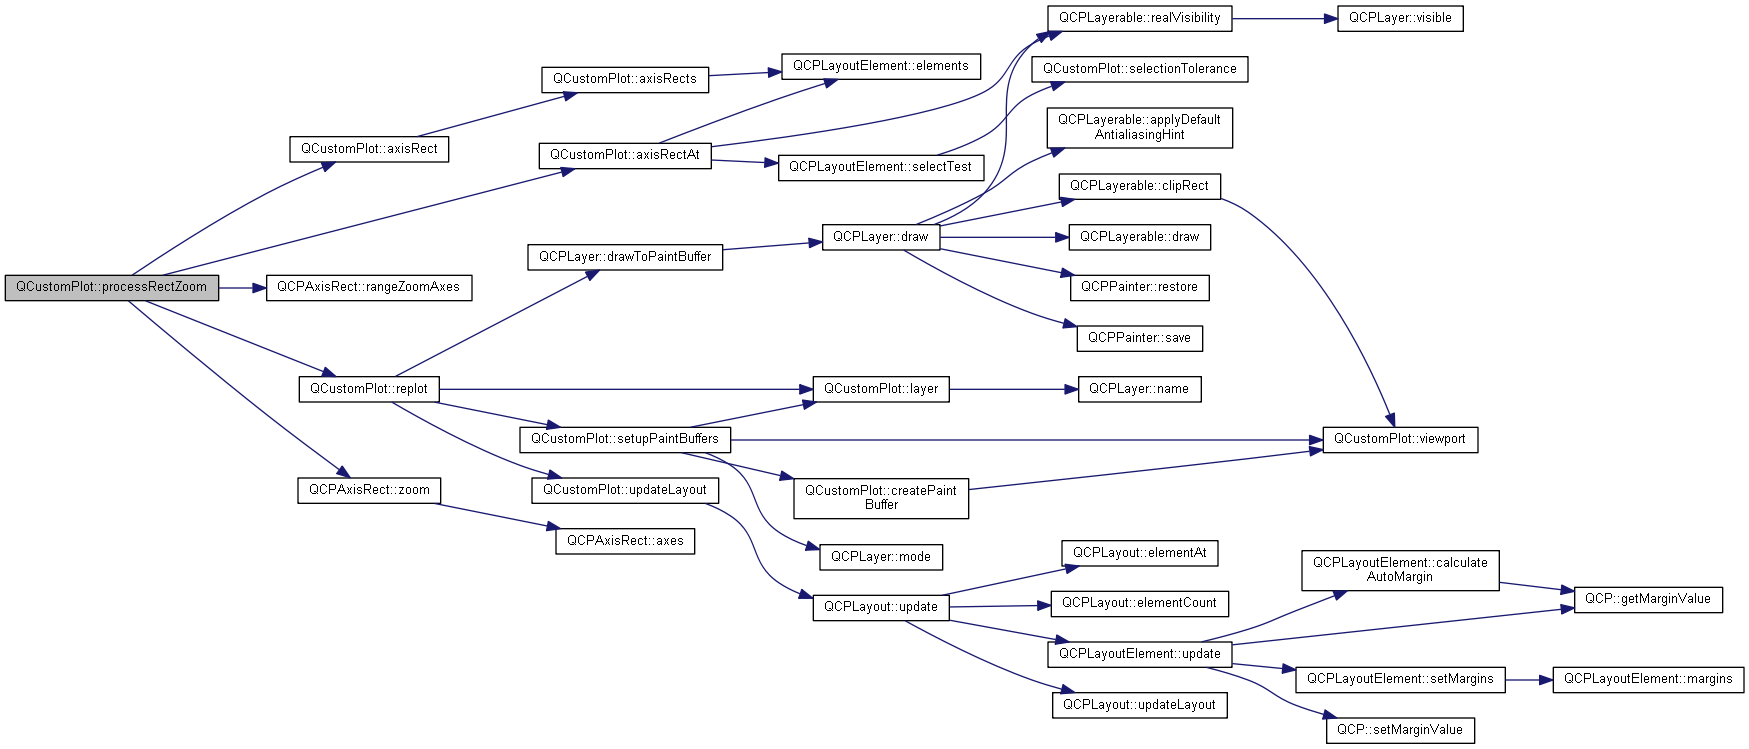 QCPLayerable::realVisibility
QCPLayer::visible
QCPLayoutElement::elements
QCustomPlot::selectionTolerance
QCustomPlot::axisRects
QCPLayerable::applyDefault
AntialiasingHint
QCustomPlot::axisRect
QCustomPlot::axisRectAt
QCPLayoutElement::selectTest
QCPLayerable::clipRect
QCPLayer::draw
QCPLayerable::draw
QCPLayer::drawToPaintBuffer
QCustomPlot::processRectZoom
QCPAxisRect::rangeZoomAxes
QCPPainter::restore
QCPPainter::save
QCustomPlot::replot
QCustomPlot::layer
QCPLayer::name
QCustomPlot::setupPaintBuffers
QCustomPlot::viewport
QCPAxisRect::zoom
QCustomPlot::updateLayout
QCustomPlot::createPaint
Buffer
QCPAxisRect::axes
QCPLayer::mode
QCPLayout::elementAt
QCPLayoutElement::calculate
AutoMargin
QCPLayout::update
QCPLayout::elementCount
QCP::getMarginValue
QCPLayoutElement::update
QCPLayoutElement::setMargins
QCPLayoutElement::margins
QCPLayout::updateLayout
QCP::setMarginValue